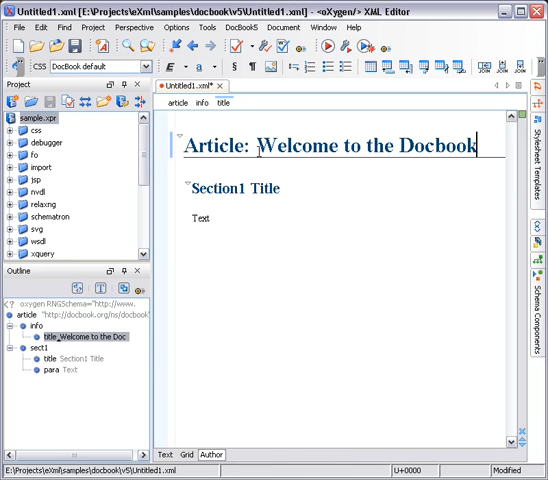 Untitled1.xml [E:\Projects\eXml\samples\docbook\v5\Untitled1.xml] - <oXygen/> XML Editor
File Edit Find Project Perspective Options Tools DocBook5 Document Window Help
CSS DocBook default
Project
Untitled1.xml*
article info title
sample.xpr
css
debugger
fo
import
jsp
nvdl
relaxng
schematron
svg
wsdl
xquery
Article: Welcome to the Docbook
Section1 Title
Text
Outline
<? oxygen RNGSchema="http://www.
article "http://docbook.org/ns/docbook"
info
title Welcome to the Doc
sect1
title Section1 Title
para Text
Stylesheet Templates
Schema Components
Text Grid Author
E:\Projects\eXml\samples\docbook\v5\Untitled1.xml U+0000 Modified